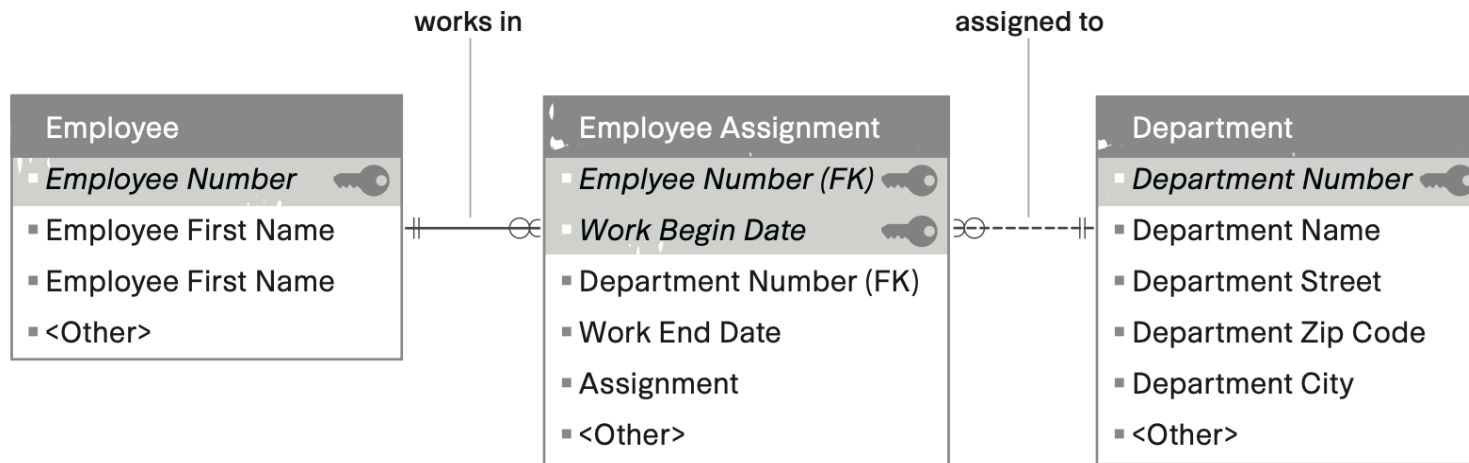 works in
assigned to
Employee
Employee Number
Employee First Name
Employee First Name
<Other>
Employee Assignment
Emplyee Number (FK)
Work Begin Date
Department Number (FK)
Work End Date
Assignment
<Other>
Department
Department Number
Department Name
Department Street
Department Zip Code
Department City
<Other>